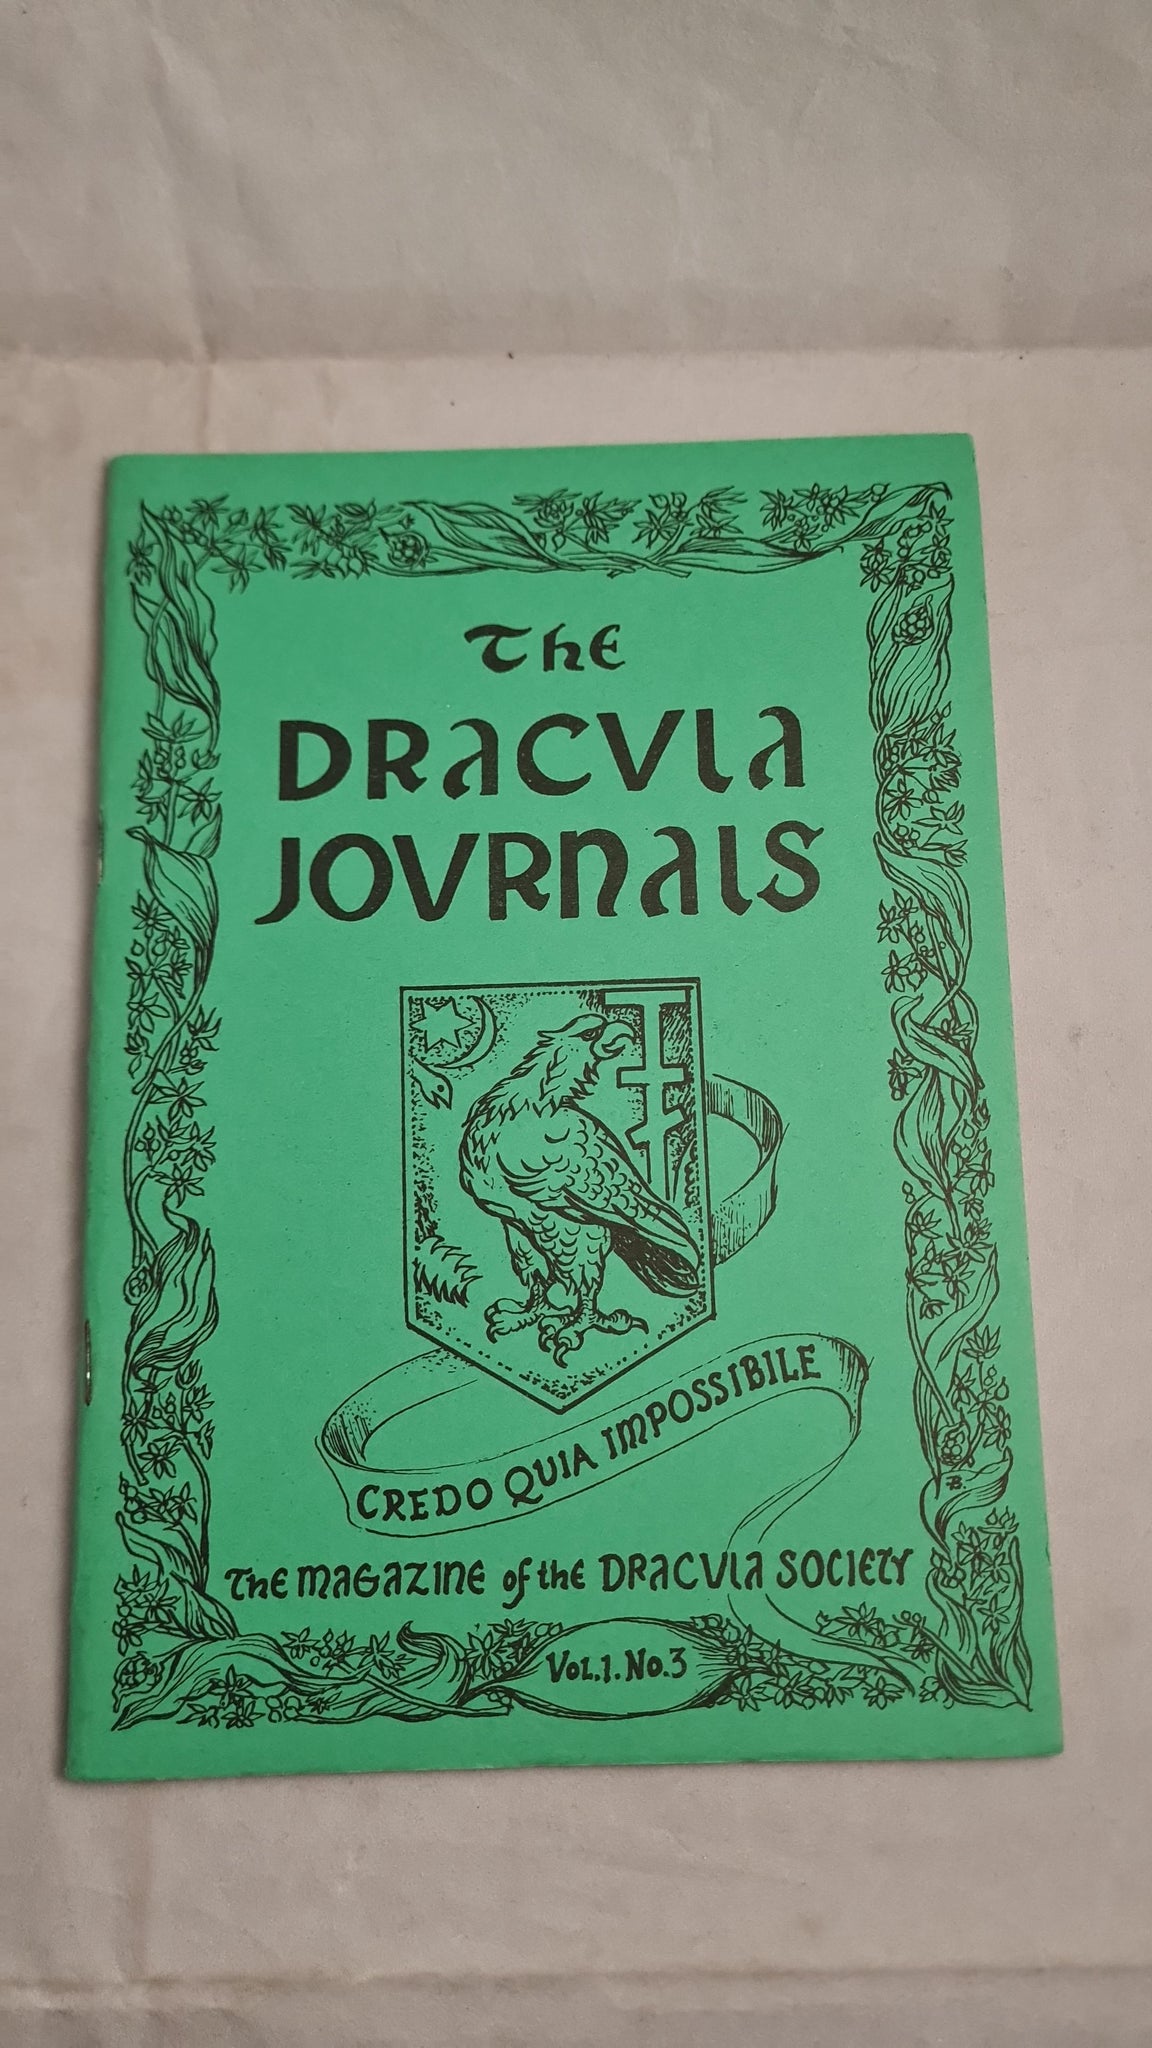 The
DRACVLA
JOVRNALS
CREDO QUIA IMPOSSIBILE
The MAGAZINE of the DRACVLA SOCIETY
VOL.1.No.3
B.